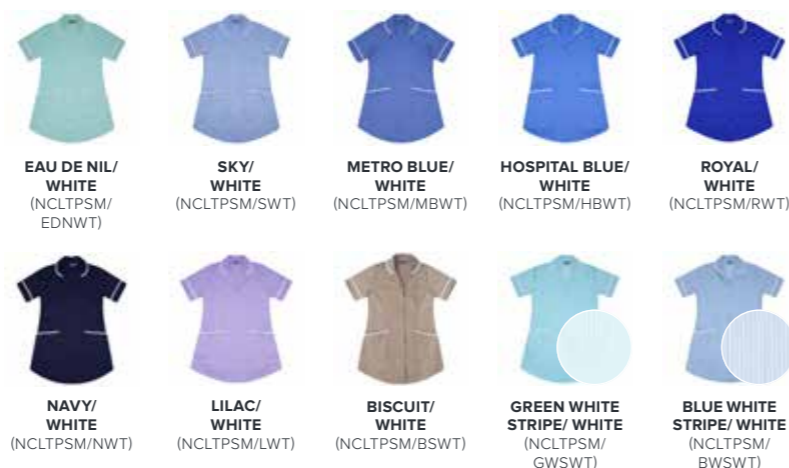 EAU DE NIL/
WHITE
(NCLTPSM/
EDNWT)
SKY/
WHITE
(NCLTPSM/SWT)
METRO BLUE/
WHITE
(NCLTPSM/MBWT)
HOSPITAL BLUE/
WHITE
(NCLTPSM/HBWT)
ROYAL/
WHITE
(NCLTPSM/RWT)
NAVY/
WHITE
(NCLTPSM/NWT)
LILAC/
WHITE
(NCLTPSM/LWT)
BISCUIT/
WHITE
(NCLTPSM/BSWT)
GREEN WHITE
STRIPE/ WHITE
(NCLTPSM/
GWSWT)
BLUE WHITE
STRIPE/ WHITE
(NCLTPSM/
BWSWT)